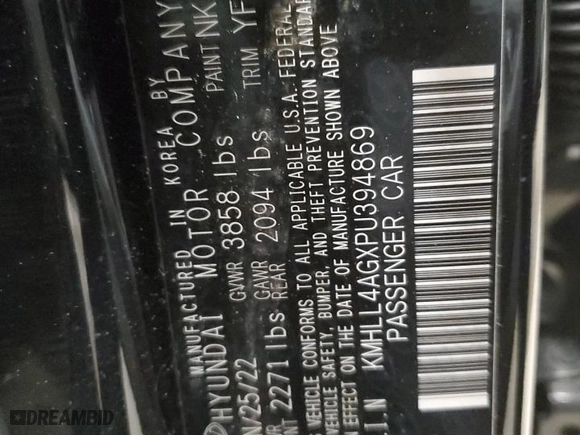 MANUFACTURED IN KOREA BY
HYUNDAI MOTOR COMPANY
N/25/22 GVWR 3858 lbs PAINT NK
2271 lbs GAWR REAR 2094 lbs TRIM YF
VEHICLE CONFORMS TO ALL APPLICABLE U.S.A. FEDERAL
VEHICLE SAFETY, BUMPER, AND THEFT PREVENTION STANDAR
EFFECT ON THE DATE OF MANUFACTURE SHOWN ABOVE
KMHLL4AGXPU394869
PASSENGER CAR
DREAMBID